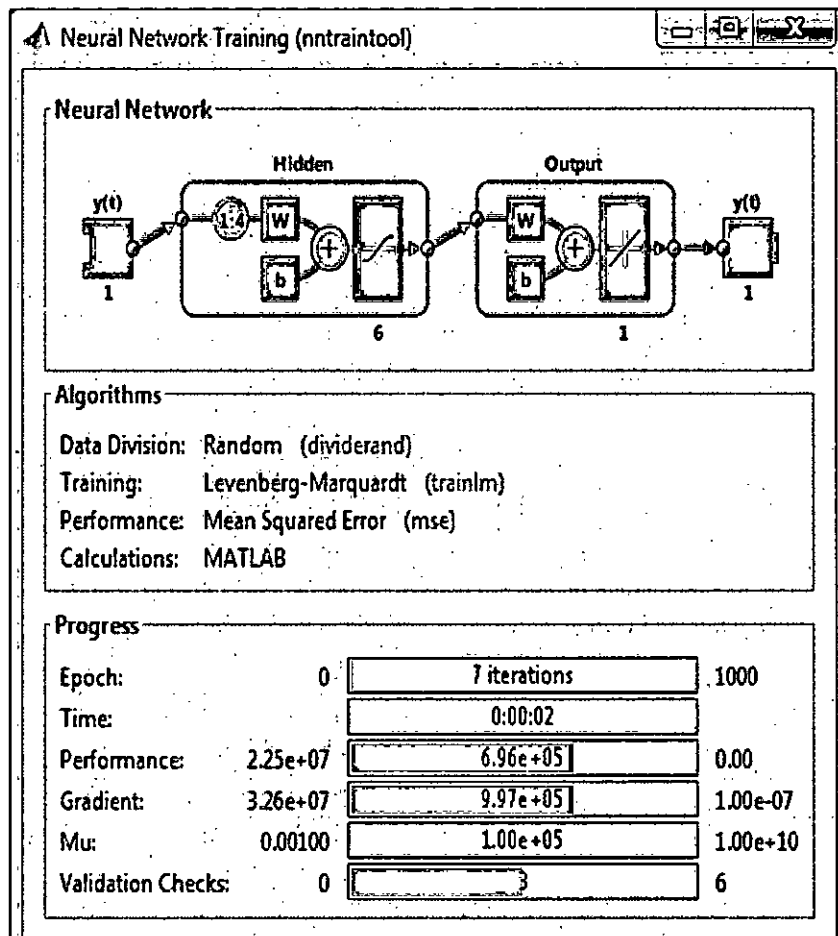 Neural Network Training (nntraintool)
Neural Network
Hidden
Output
y(t)
1:4
W
b
+
W
b
+
y(t)
1
6
1
1
Algorithms
Data Division: Random (dividerand)
Training: Levenberg-Marquardt (trainlm)
Performance: Mean Squared Error (mse)
Calculations: MATLAB
Progress
Epoch: 0 7 iterations 1000
Time: 0:00:02
Performance: 2.25e+07 6.96e+05 0.00
Gradient: 3.26e+07 9.97e+05 1.00e-07
Mu: 0.00100 1.00e+05 1.00e+10
Validation Checks: 0 3 6